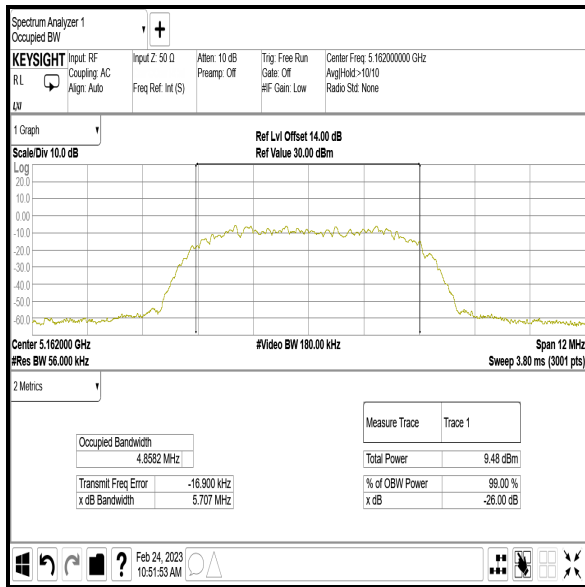 Spectrum Analyzer 1
Occupied BW
KEYSIGHT
R L
LXI
Input: RF
Coupling: AC
Align: Auto
Input Z: 50 Ω
Freq Ref: Int (S)
Atten: 10 dB
Preamp: Off
Trig: Free Run
Gate: Off
#IF Gain: Low
Center Freq: 5.162000000 GHz
Avg|Hold:>10/10
Radio Std: None
1 Graph
Scale/Div 10.0 dB
Ref Lvl Offset 14.00 dB
Ref Value 30.00 dBm
Log
20.0
10.0
0.00
-10.0
-20.0
-30.0
-40.0
-50.0
-60.0
Center 5.162000 GHz
#Res BW 56.000 kHz
#Video BW 180.00 kHz
Span 12 MHz
Sweep 3.80 ms (3001 pts)
2 Metrics
Occupied Bandwidth
4.8582 MHz
Transmit Freq Error -16.900 kHz
x dB Bandwidth 5.707 MHz
Measure Trace Trace 1
Total Power 9.48 dBm
% of OBW Power 99.00 %
x dB -26.00 dB
?
Feb 24, 2023
10:51:53 AM